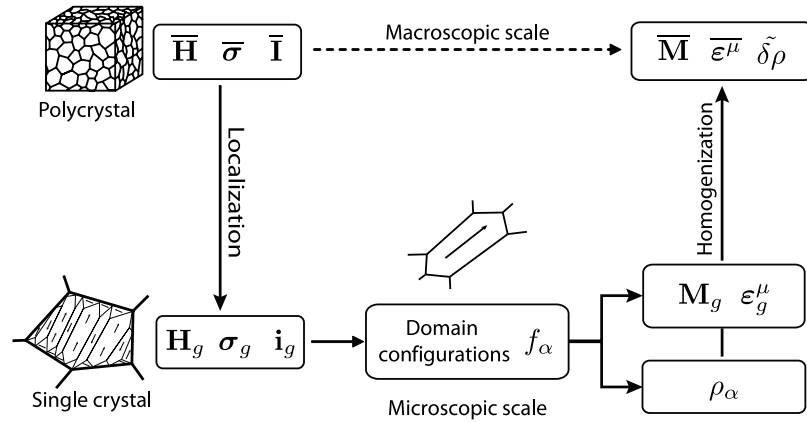 H̅ σ̅ I̅
Macroscopic scale
M̅ ε̅ᵘ̅ δ̃ρ
Polycrystal
Localization
Homogenization
H_g σ_g i_g
Domain
configurations f_α
M_g ε_g^μ
ρ_α
Single crystal
Microscopic scale